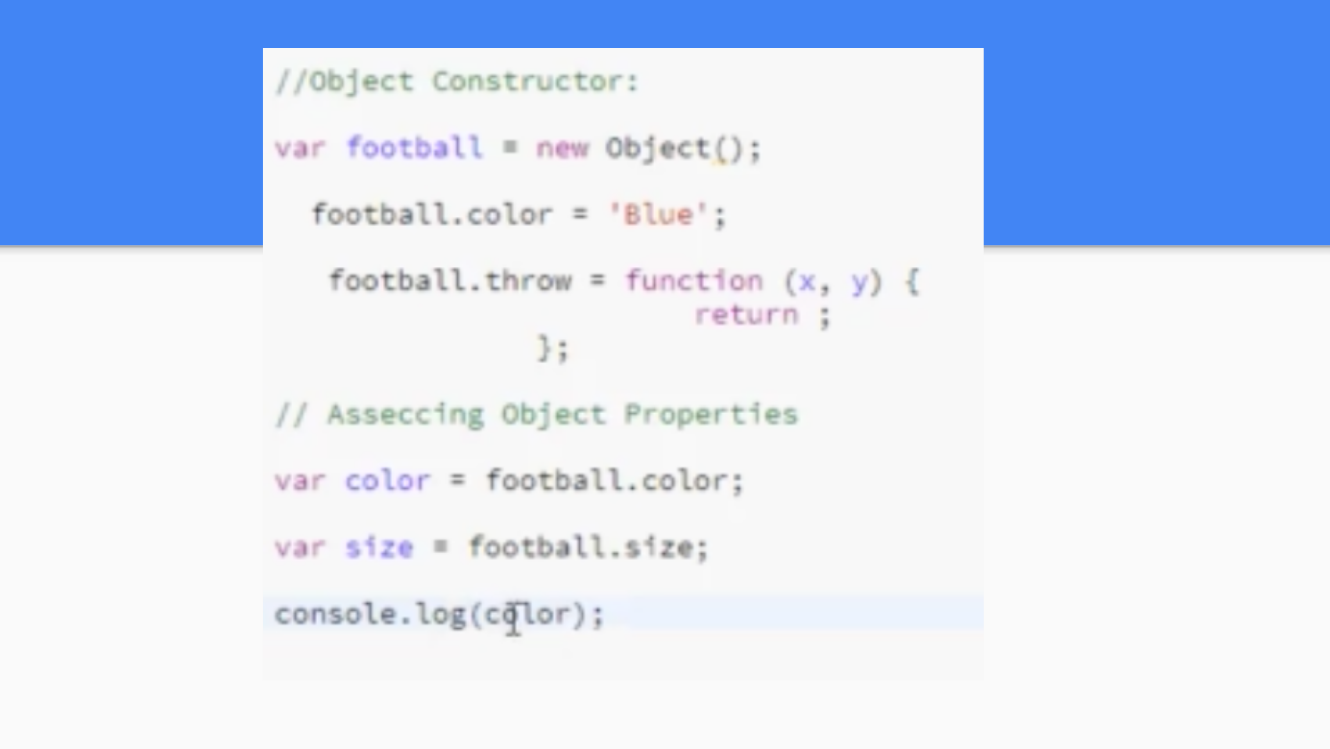 //Object Constructor:
var football = new Object();
football.color = 'Blue';
football.throw = function (x, y) {
return ;
};
// Asseccing Object Properties
var color = football.color;
var size = football.size;
console.log(color);